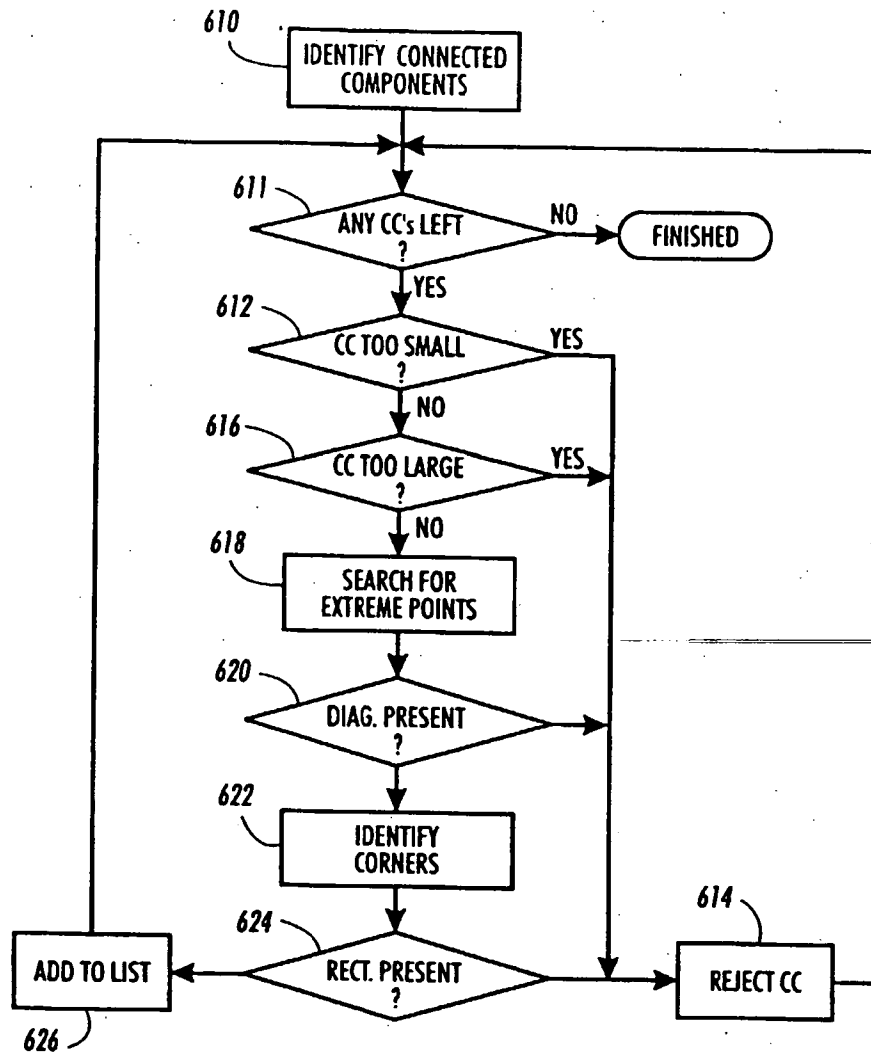 610
IDENTIFY CONNECTED
COMPONENTS
611
ANY CC's LEFT
?
NO
FINISHED
YES
612
CC TOO SMALL
?
YES
NO
616
CC TOO LARGE
?
YES
NO
618
SEARCH FOR
EXTREME POINTS
620
DIAG. PRESENT
?
622
IDENTIFY
CORNERS
624
RECT. PRESENT
?
614
REJECT CC
ADD TO LIST
626